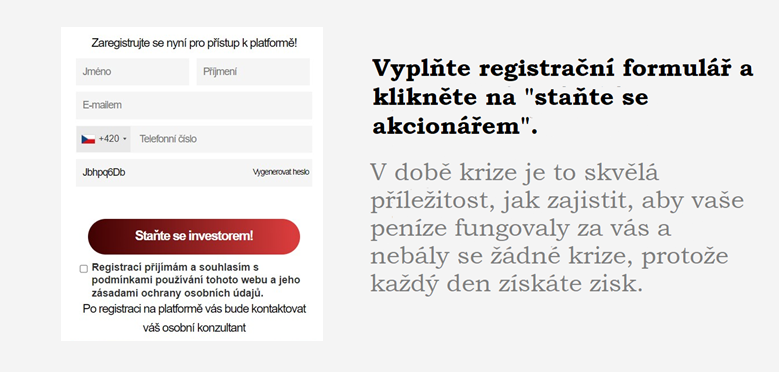 Zaregistrujte se nyní pro přístup k platformě!
Jméno
Příjmení
E-mailem
+420
Telefonní číslo
Jbhpq6Db
Vygenerovat heslo
Staňte se investorem!
Registrací přijímám a souhlasím s
podmínkami používání tohoto webu a jeho
zásadami ochrany osobních údajů.
Po registraci na platformě vás bude kontaktovat
váš osobní konzultant
Vyplňte registrační formulář a
klikněte na "staňte se
akcionářem".
V době krize je to skvělá
příležitost, jak zajistit, aby vaše
peníze fungovaly za vás a
nebály se žádné krize, protože
každý den získáte zisk.